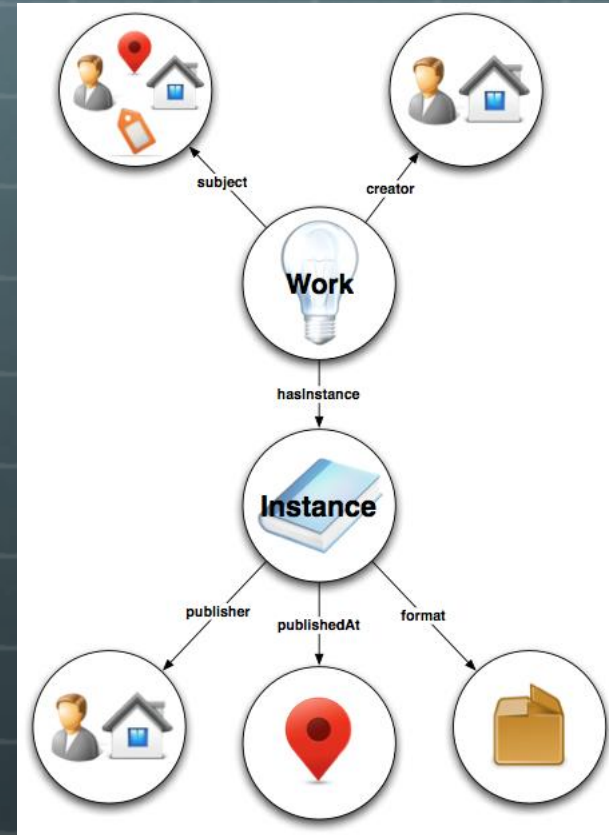 subject
creator
Work
hasInstance
Instance
publisher
publishedAt
format